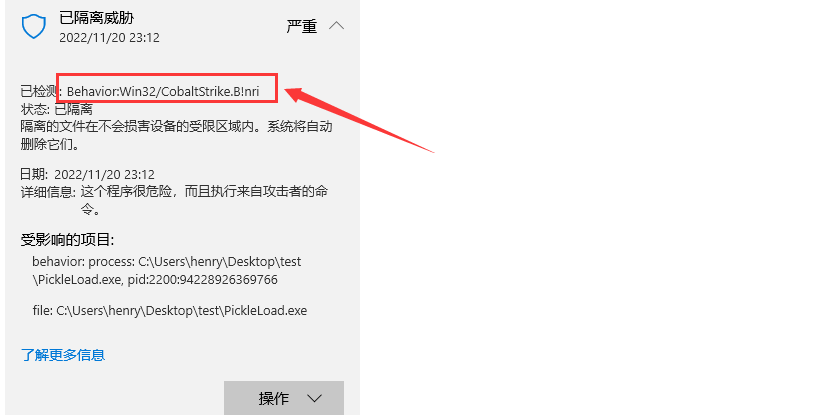 已隔离威胁
2022/11/20 23:12
严重
已检测: Behavior:Win32/CobaltStrike.B!nri
状态: 已隔离
隔离的文件在不会损害设备的受限区域内。系统将自动
删除它们。
日期: 2022/11/20 23:12
详细信息: 这个程序很危险，而且执行来自攻击者的命
令。
受影响的项目:
behavior: process: C:\Users\henry\Desktop\test
\PickleLoad.exe, pid:2200:94228926369766
file: C:\Users\henry\Desktop\test\PickleLoad.exe
了解更多信息
操作